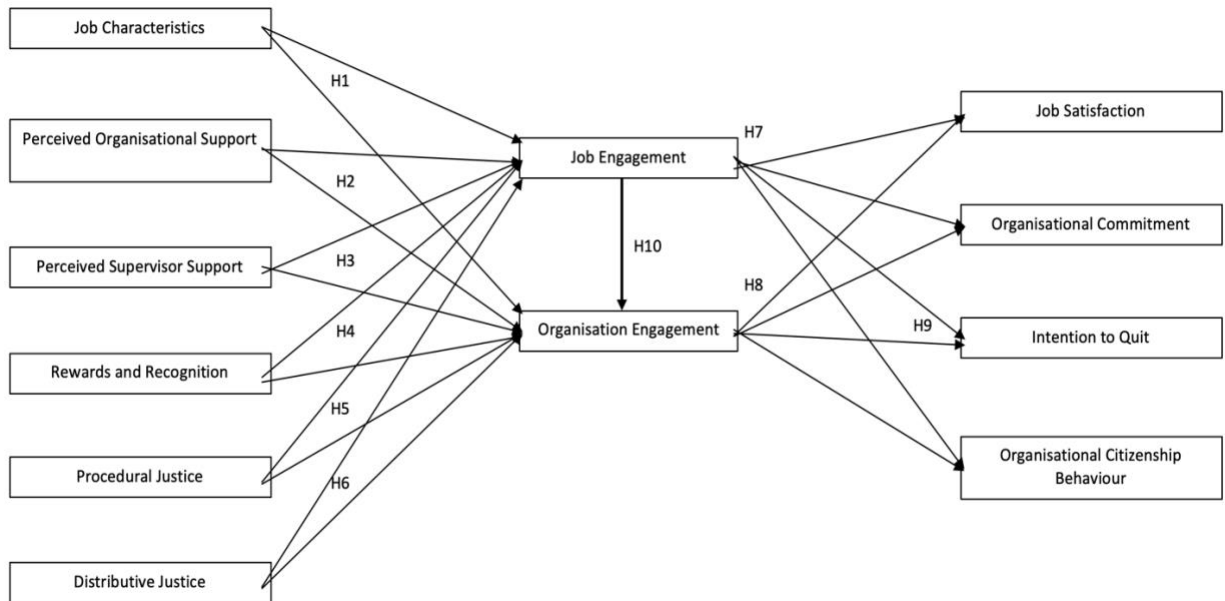 Job Characteristics
H1
Perceived Organisational Support
H2
Perceived Supervisor Support
H3
Rewards and Recognition
H4
Procedural Justice
H5
Distributive Justice
H6
Job Engagement
H10
Organisation Engagement
H7
H8
H9
Job Satisfaction
Organisational Commitment
Intention to Quit
Organisational Citizenship
Behaviour